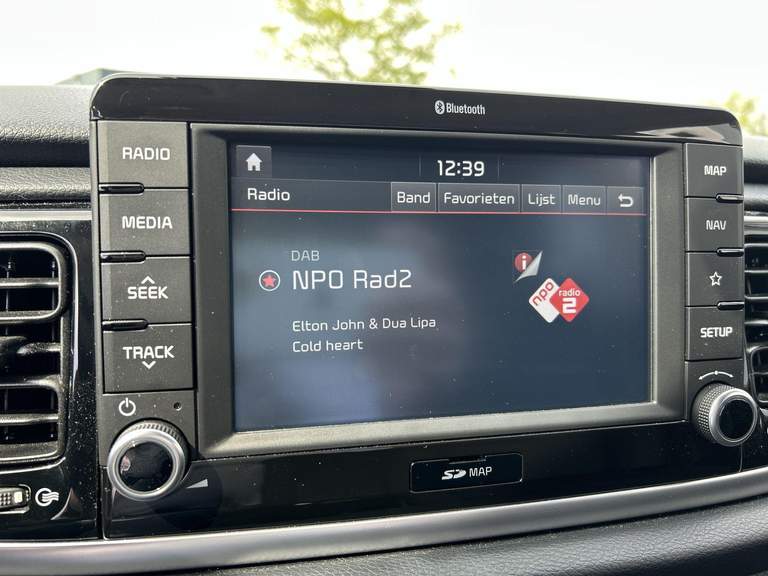 Bluetooth
RADIO
MEDIA
SEEK
TRACK
12:39
Radio Band Favorieten Lijst Menu
DAB
NPO Rad2
Elton John & Dua Lipa
Cold heart
i
npo radio 2
MAP
NAV
SETUP
SD MAP